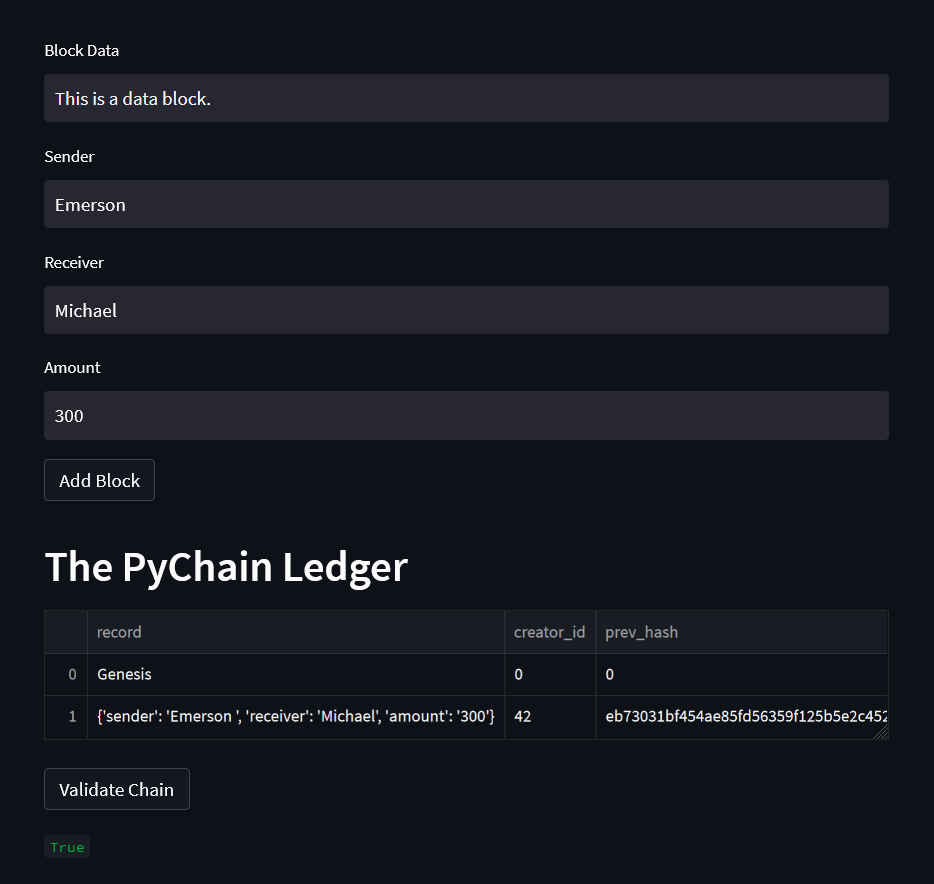 Block Data
This is a data block.
Sender
Emerson
Receiver
Michael
Amount
300
Add Block
The PyChain Ledger
record creator_id prev_hash
0 Genesis 0 0
1 {'sender': 'Emerson ', 'receiver': 'Michael', 'amount': '300'} 42 eb73031bf454ae85fd56359f125b5e2c452
Validate Chain
True